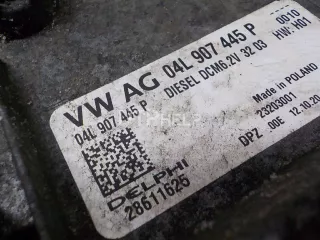 VW AG 04L 907 445 P 0010
04L 907 445 P DIESEL DCM6.2V 32 03 HW: H01
DELPHI
28611625
Made in POLAND
23203001
DPZ .00E 12.10.20